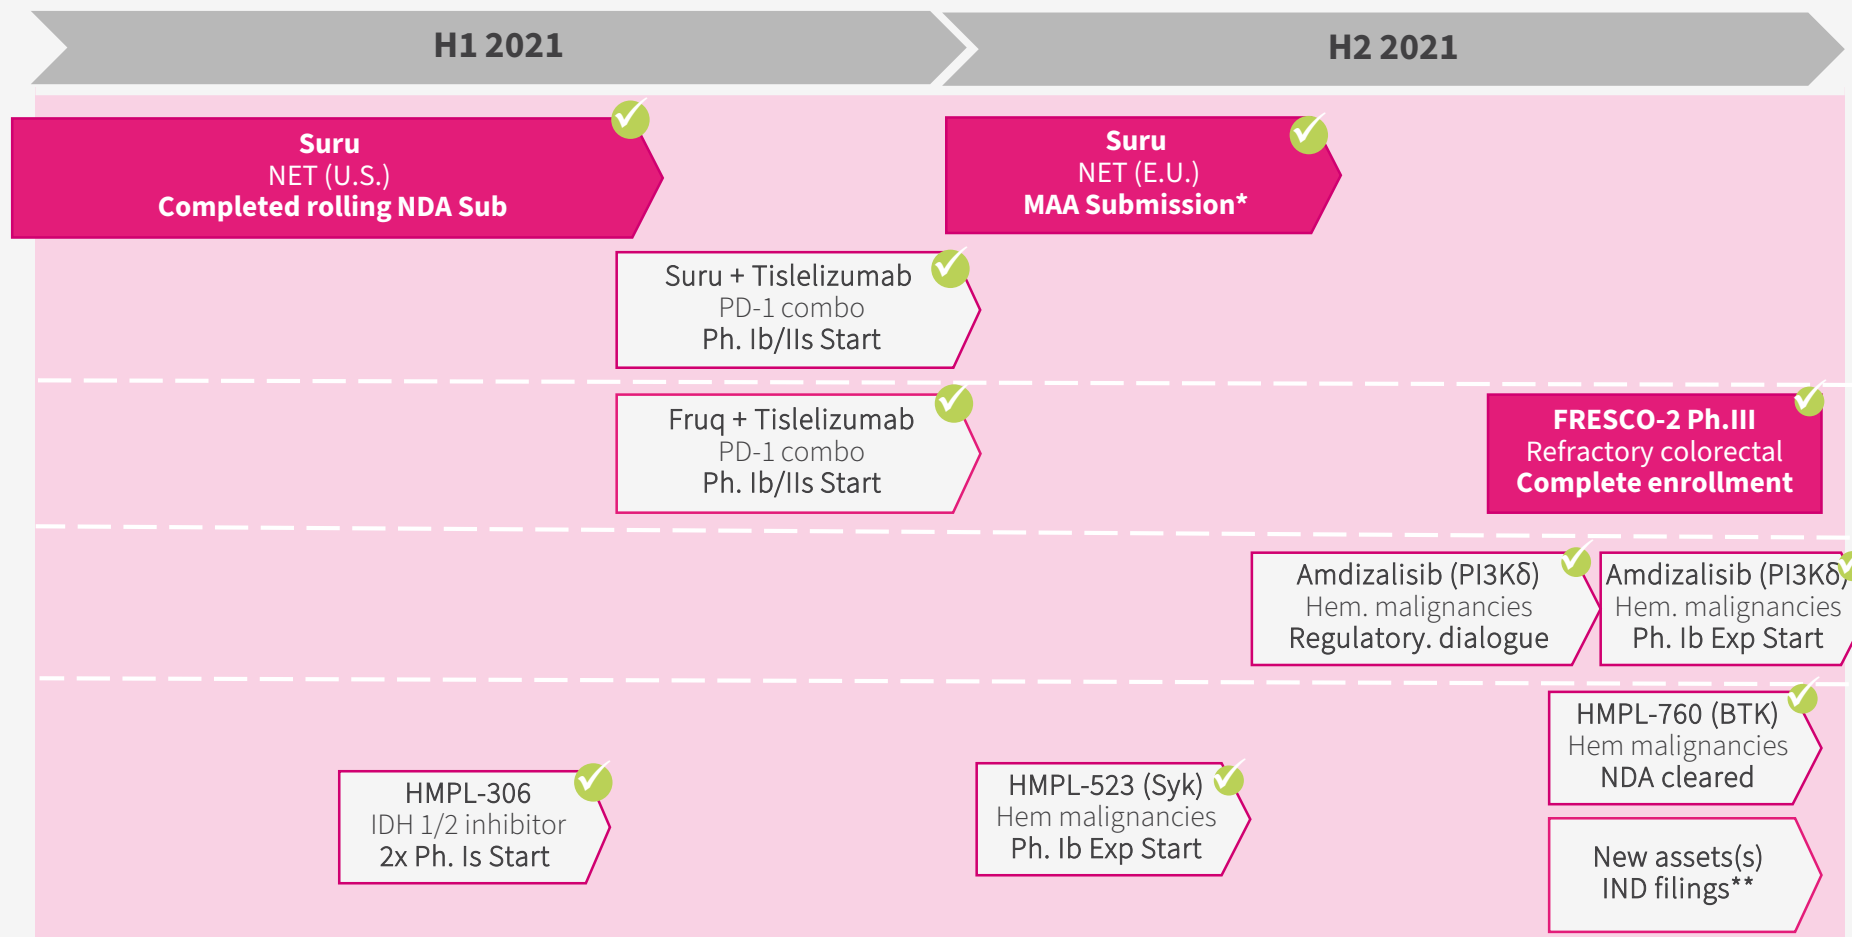 H1 2021
H2 2021
Suru
NET (U.S.)
Completed rolling NDA Sub
Suru
NET (E.U.)
MAA Submission*
Suru + Tislelizumab
PD-1 combo
Ph. Ib/IIs Start
Fruq + Tislelizumab
PD-1 combo
Ph. Ib/IIs Start
FRESCO-2 Ph.III
Refractory colorectal
Complete enrollment
Amdizalisib (PI3Kδ)
Hem. malignancies
Regulatory. dialogue
Amdizalisib (PI3Kδ)
Hem. malignancies
Ph. Ib Exp Start
HMPL-306
IDH 1/2 inhibitor
2x Ph. Is Start
HMPL-523 (Syk)
Hem malignancies
Ph. Ib Exp Start
HMPL-760 (BTK)
Hem malignancies
NDA cleared
New assets(s)
IND filings**